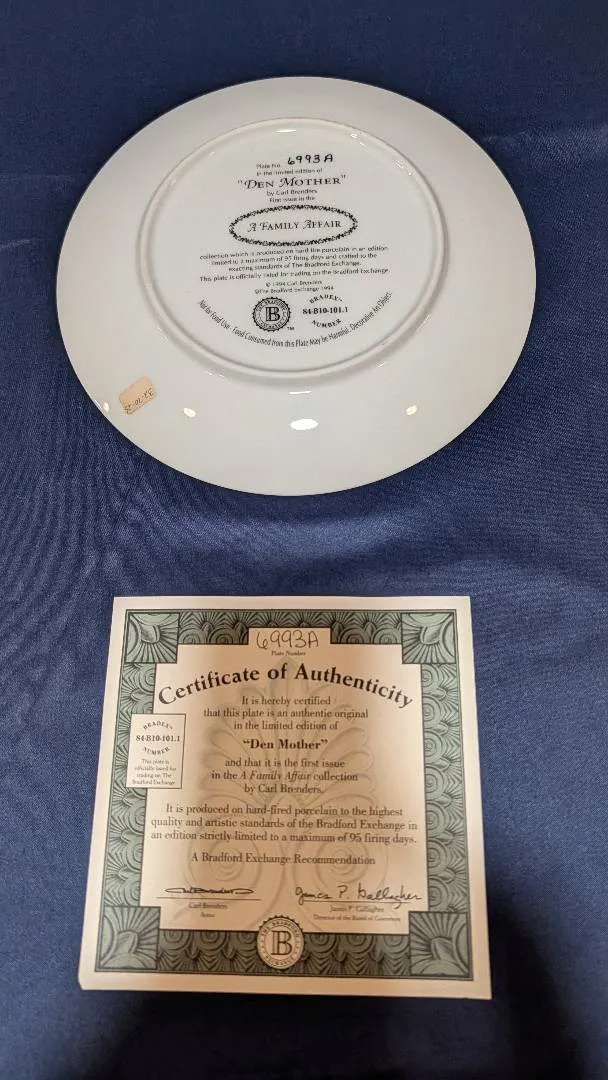 Plate No. 6993A
in the limited edition of
"DEN MOTHER"
by Carl Brenders
First issue in the
A FAMILY AFFAIR
collection which is produced on hard-fire porcelain in an edition
limited to a maximum of 95 firing days and crafted to the
exacting standards of The Bradford Exchange.
This plate is officially listed for trading on the Bradford Exchange.
© 1994 Carl Brenders
©The Bradford Exchange 1994
B
TM
BRADEX
84-B10-101.1
NUMBER
Not for Food Use. Food Consumed from this Plate May be Harmful. Decorative Art Object.
6993A
Plate Number
Certificate of Authenticity
It is hereby certified
that this plate is an authentic original
in the limited edition of
"Den Mother"
and that it is the first issue
in the A Family Affair collection
by Carl Brenders.
BRADEX
84-B10-101.1
NUMBER
This plate is
officially listed for
trading on The
Bradford Exchange
It is produced on hard-fired porcelain to the highest
quality and artistic standards of the Bradford Exchange in
an edition strictly limited to a maximum of 95 firing days.
A Bradford Exchange Recommendation
Carl Brenders
Artist
James P. Gallagher
James P. Gallagher
Director of the Board of Governors
THE BRADFORD
B
EXCHANGE